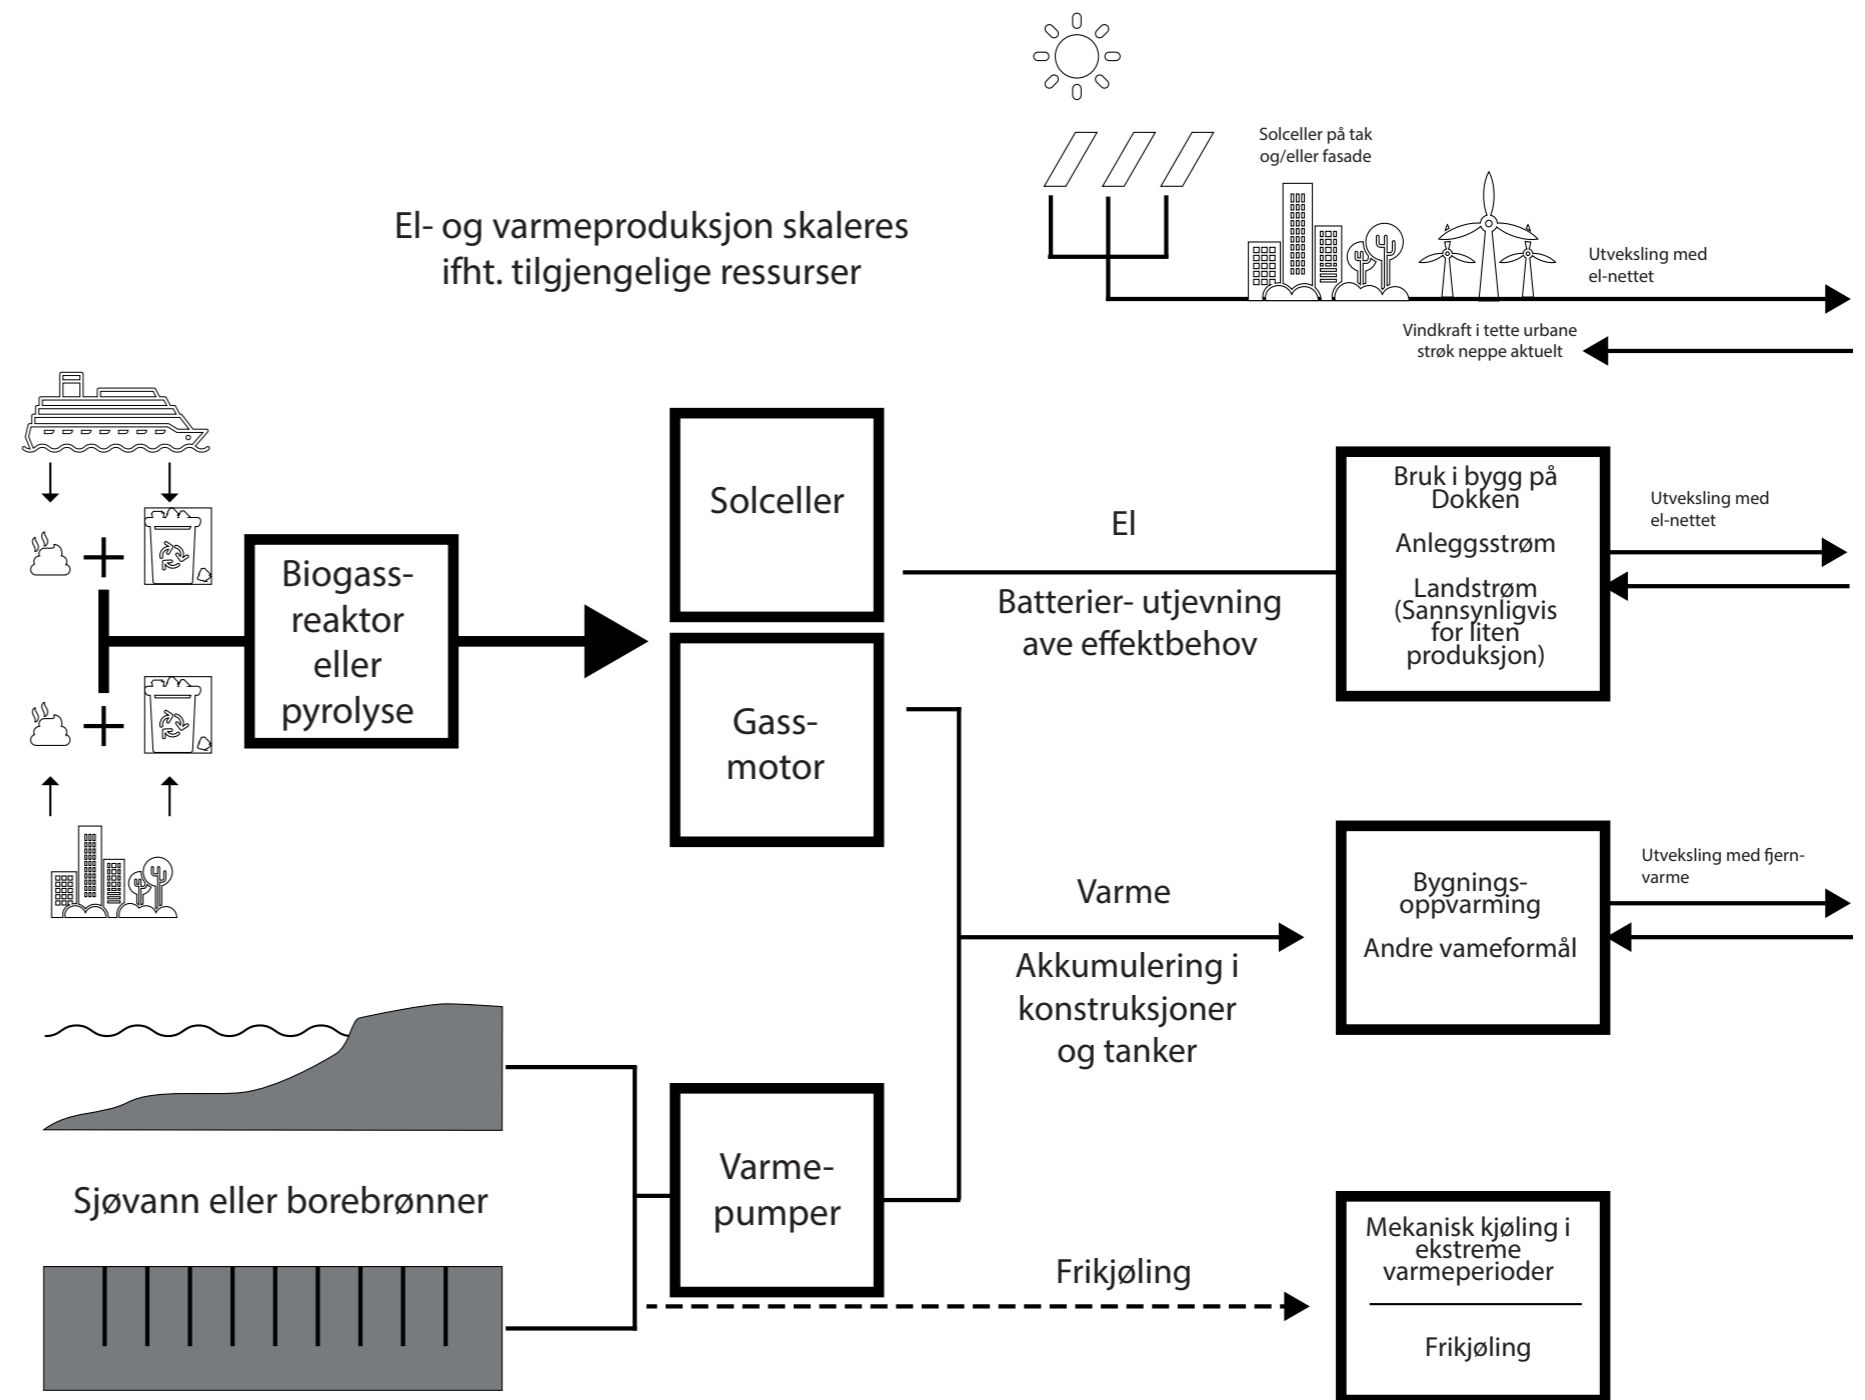 Solceller på tak
og/eller fasade
El- og varmeproduksjon skaleres
ifht. tilgjengelige ressurser
Utveksling med
el-nettet
Vindkraft i tette urbane
strøk neppe aktuelt
Biogass-
reaktor
eller
pyrolyse
Solceller
Gass-
motor
El
Batterier- utjevning
ave effektbehov
Bruk i bygg på
Dokken
Anleggsstrøm
Landstrøm
(Sannsynligvis
for liten
produksjon)
Utveksling med
el-nettet
Varme
Akkumulering i
konstruksjoner
og tanker
Bygnings-
oppvarming
Andre vameformål
Utveksling med fjern-
varme
Sjøvann eller borebrønner
Varme-
pumper
Frikjøling
Mekanisk kjøling i
ekstreme
varmeperioder
Frikjøling